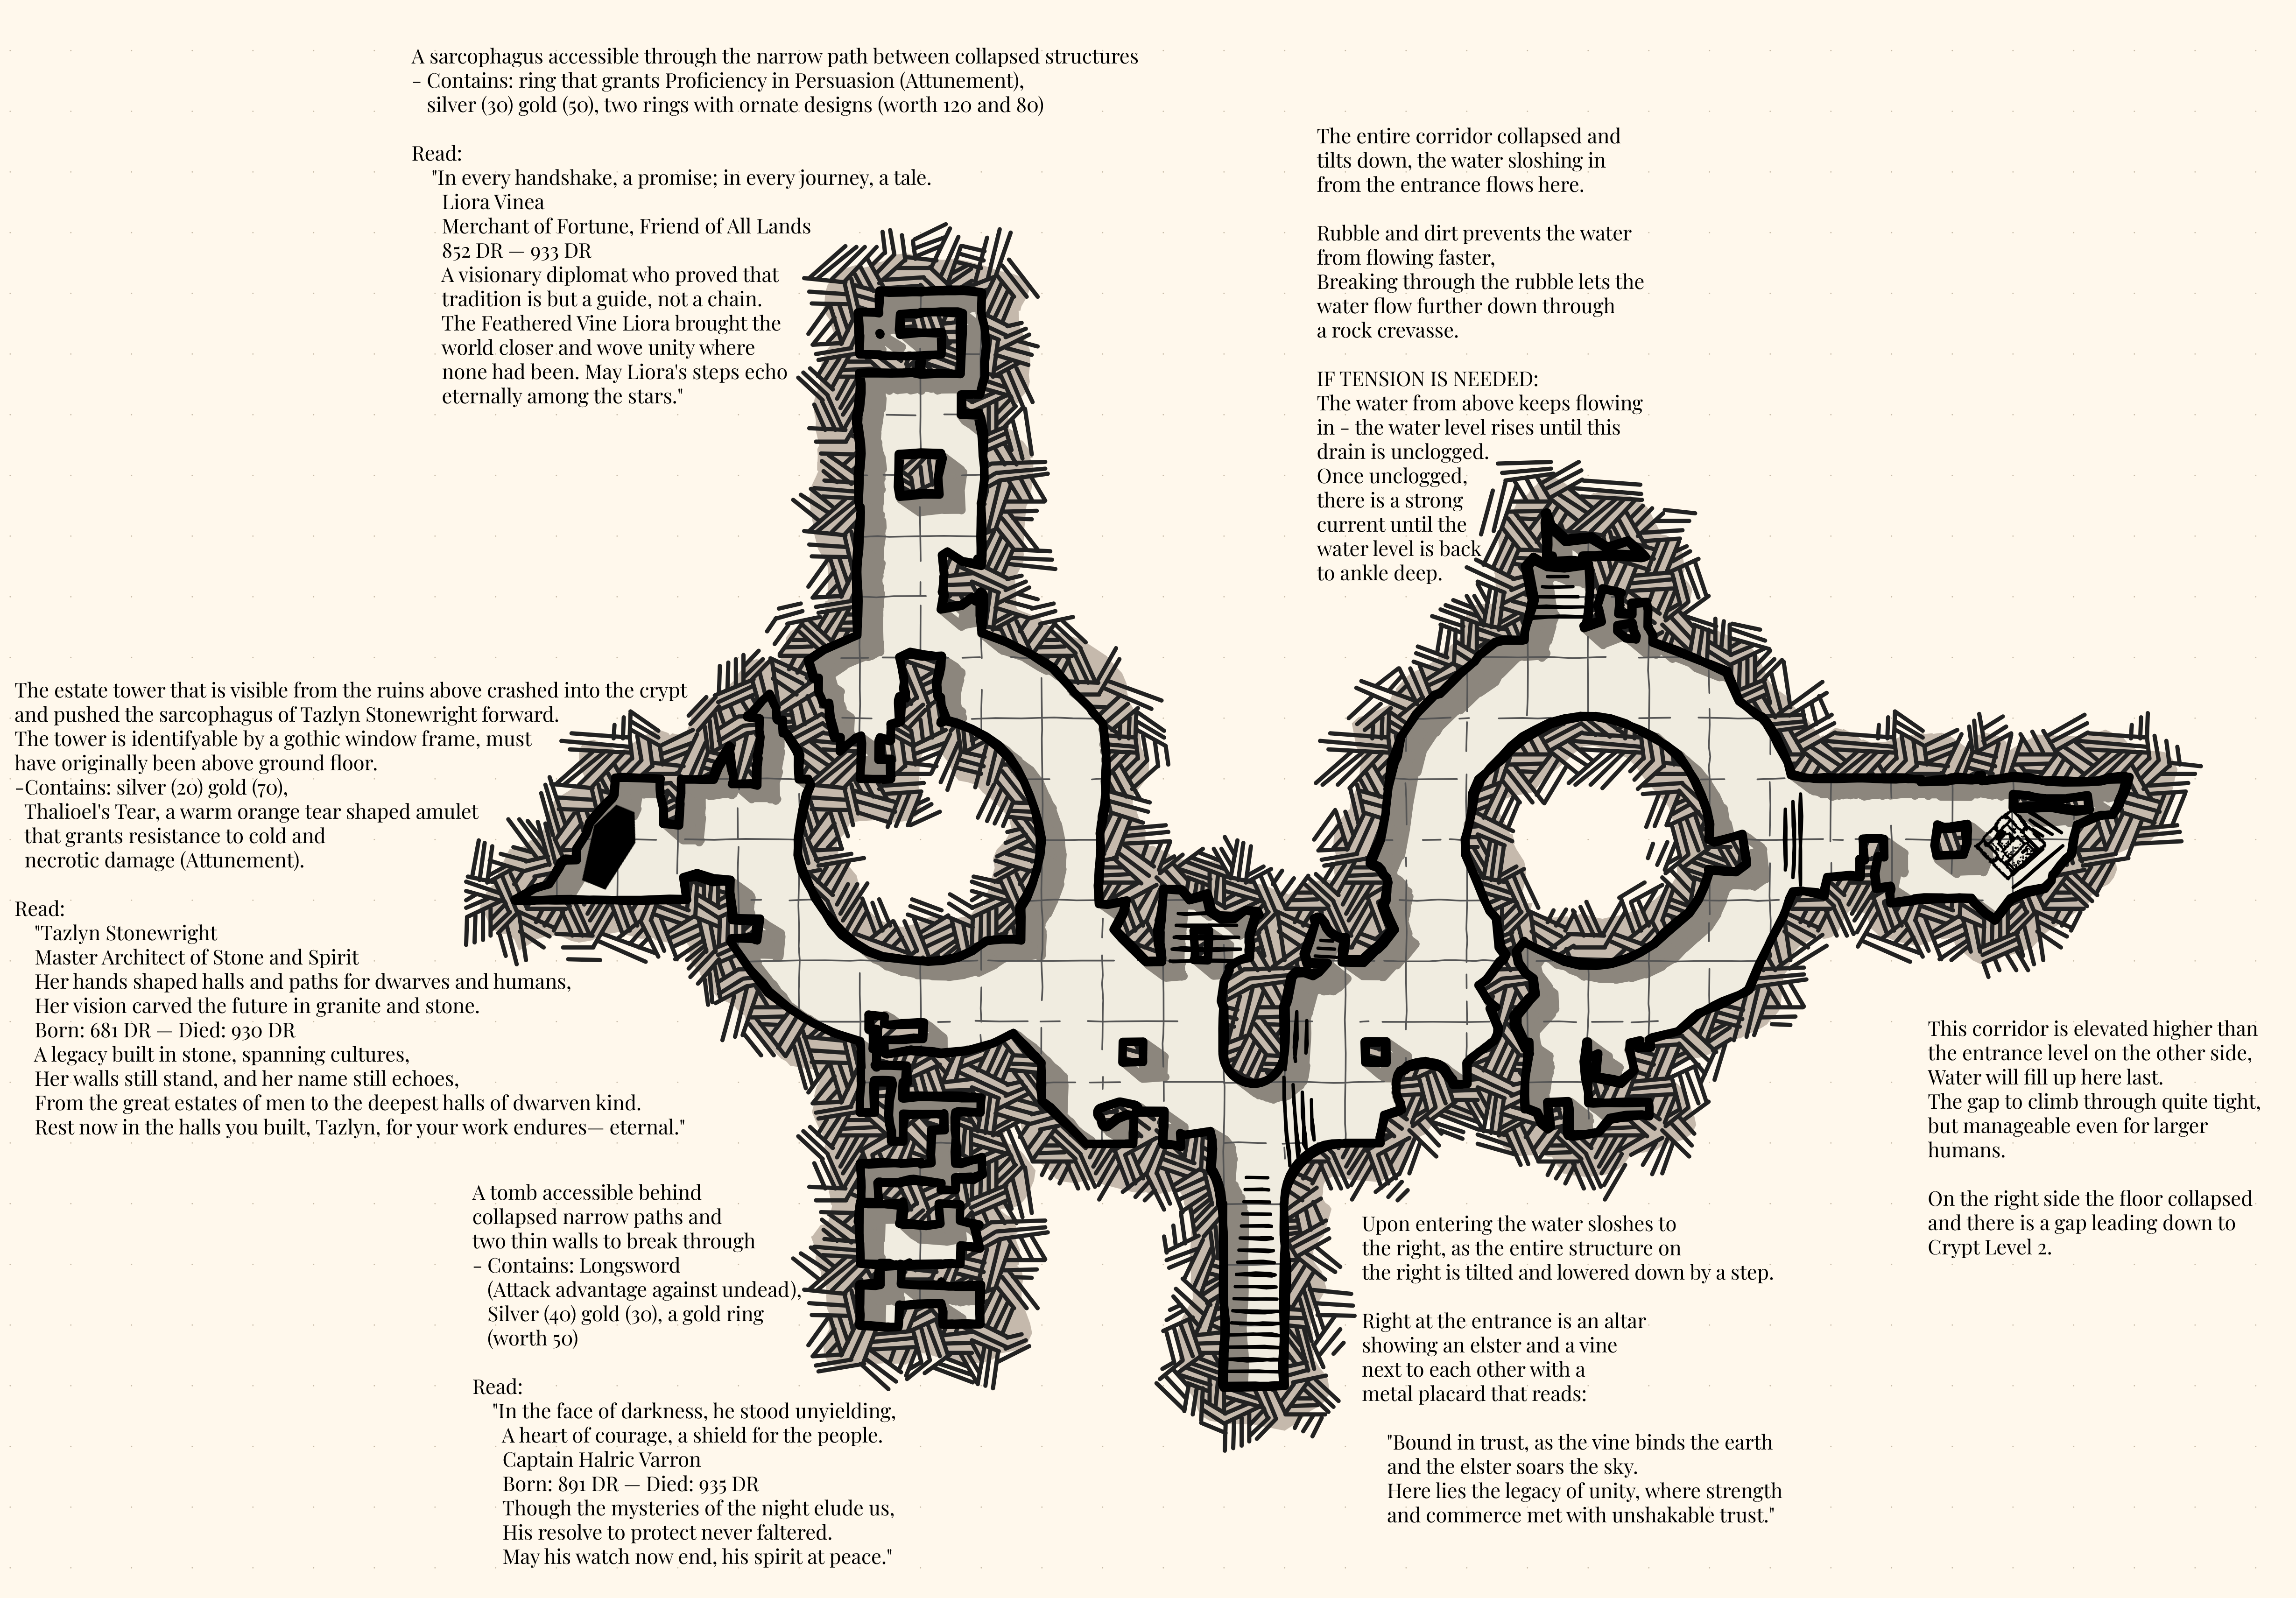 A sarcophagus accessible through the narrow path between collapsed structures
- Contains: ring that grants Proficiency in Persuasion (Attunement),
silver (30) gold (50), two rings with ornate designs (worth 120 and 80)
Read:
"In every handshake, a promise; in every journey, a tale.
Liora Vinea
Merchant of Fortune, Friend of All Lands
852 DR — 933 DR
A visionary diplomat who proved that
tradition is but a guide, not a chain.
The Feathered Vine Liora brought the
world closer and wove unity where
none had been. May Liora's steps echo
eternally among the stars."
The entire corridor collapsed and
tilts down, the water sloshing in
from the entrance flows here.
Rubble and dirt prevents the water
from flowing faster,
Breaking through the rubble lets the
water flow further down through
a rock crevasse.
IF TENSION IS NEEDED:
The water from above keeps flowing
in - the water level rises until this
drain is unclogged.
Once unclogged,
there is a strong
current until the
water level is back
to ankle deep.
The estate tower that is visible from the ruins above crashed into the crypt
and pushed the sarcophagus of Tazlyn Stonewright forward.
The tower is identifyable by a gothic window frame, must
have originally been above ground floor.
-Contains: silver (20) gold (70),
Thalioel's Tear, a warm orange tear shaped amulet
that grants resistance to cold and
necrotic damage (Attunement).
Read:
"Tazlyn Stonewright
Master Architect of Stone and Spirit
Her hands shaped halls and paths for dwarves and humans,
Her vision carved the future in granite and stone.
Born: 681 DR — Died: 930 DR
A legacy built in stone, spanning cultures,
Her walls still stand, and her name still echoes,
From the great estates of men to the deepest halls of dwarven kind.
Rest now in the halls you built, Tazlyn, for your work endures— eternal."
This corridor is elevated higher than
the entrance level on the other side,
Water will fill up here last.
The gap to climb through quite tight,
but manageable even for larger
humans.
On the right side the floor collapsed
and there is a gap leading down to
Crypt Level 2.
A tomb accessible behind
collapsed narrow paths and
two thin walls to break through
- Contains: Longsword
(Attack advantage against undead),
Silver (40) gold (30), a gold ring
(worth 50)
Read:
"In the face of darkness, he stood unyielding,
A heart of courage, a shield for the people.
Captain Halric Varron
Born: 891 DR — Died: 935 DR
Though the mysteries of the night elude us,
His resolve to protect never faltered.
May his watch now end, his spirit at peace."
Upon entering the water sloshes to
the right, as the entire structure on
the right is tilted and lowered down by a step.
Right at the entrance is an altar
showing an elster and a vine
next to each other with a
metal placard that reads:
"Bound in trust, as the vine binds the earth
and the elster soars the sky.
Here lies the legacy of unity, where strength
and commerce met with unshakable trust."